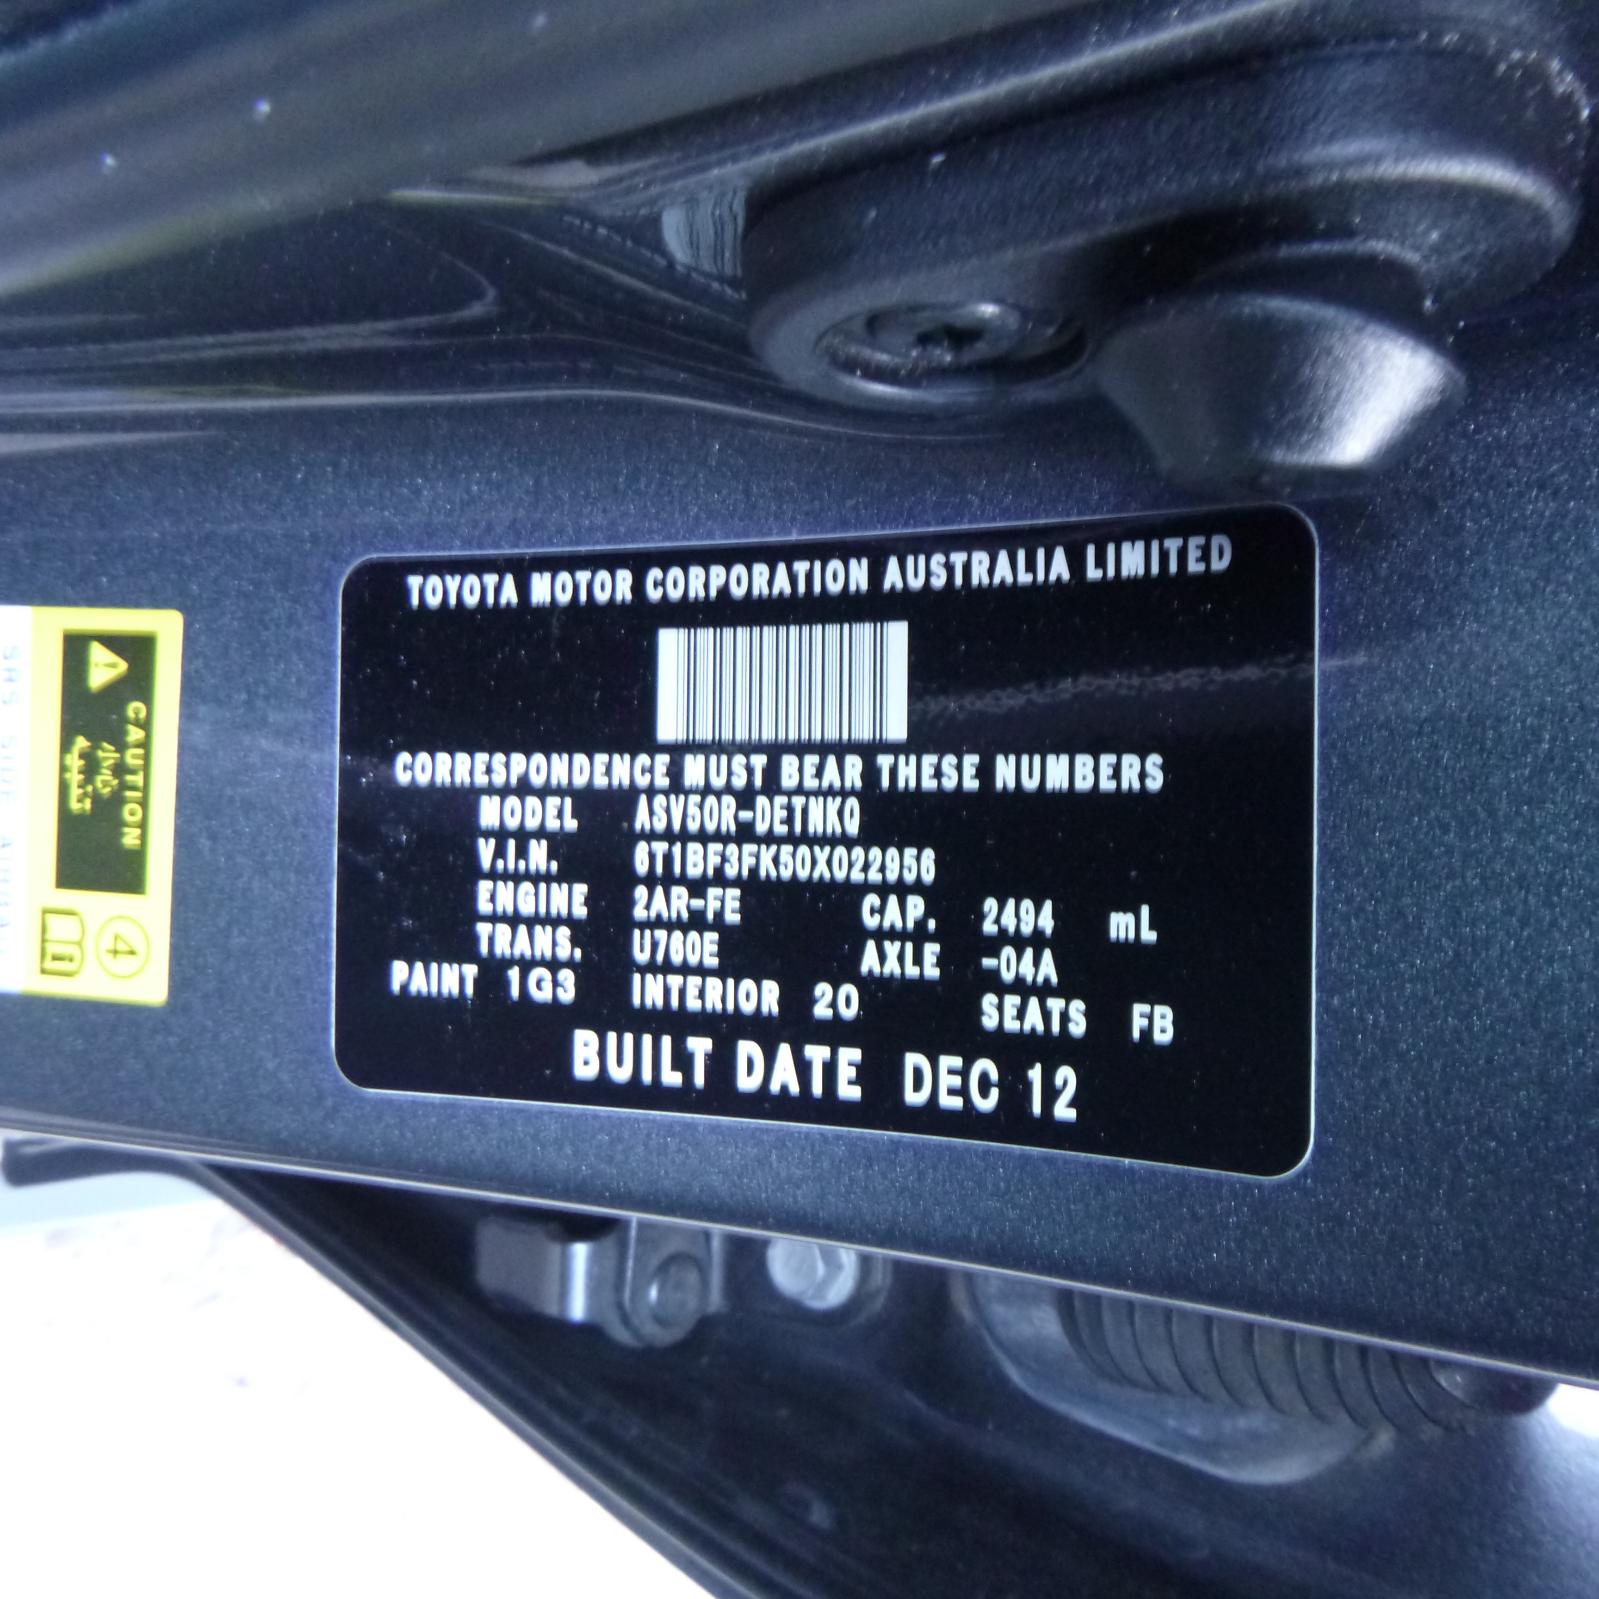 TOYOTA MOTOR CORPORATION AUSTRALIA LIMITED
CORRESPONDENCE MUST BEAR THESE NUMBERS
MODEL ASV50R-DETNKQ
V.I.N. 6T1BF3FK50X022956
ENGINE 2AR-FE CAP. 2494 mL
TRANS. U760E AXLE -04A
PAINT 1G3 INTERIOR 20 SEATS FB
BUILT DATE DEC 12
CAUTION
4
SRS SIDE